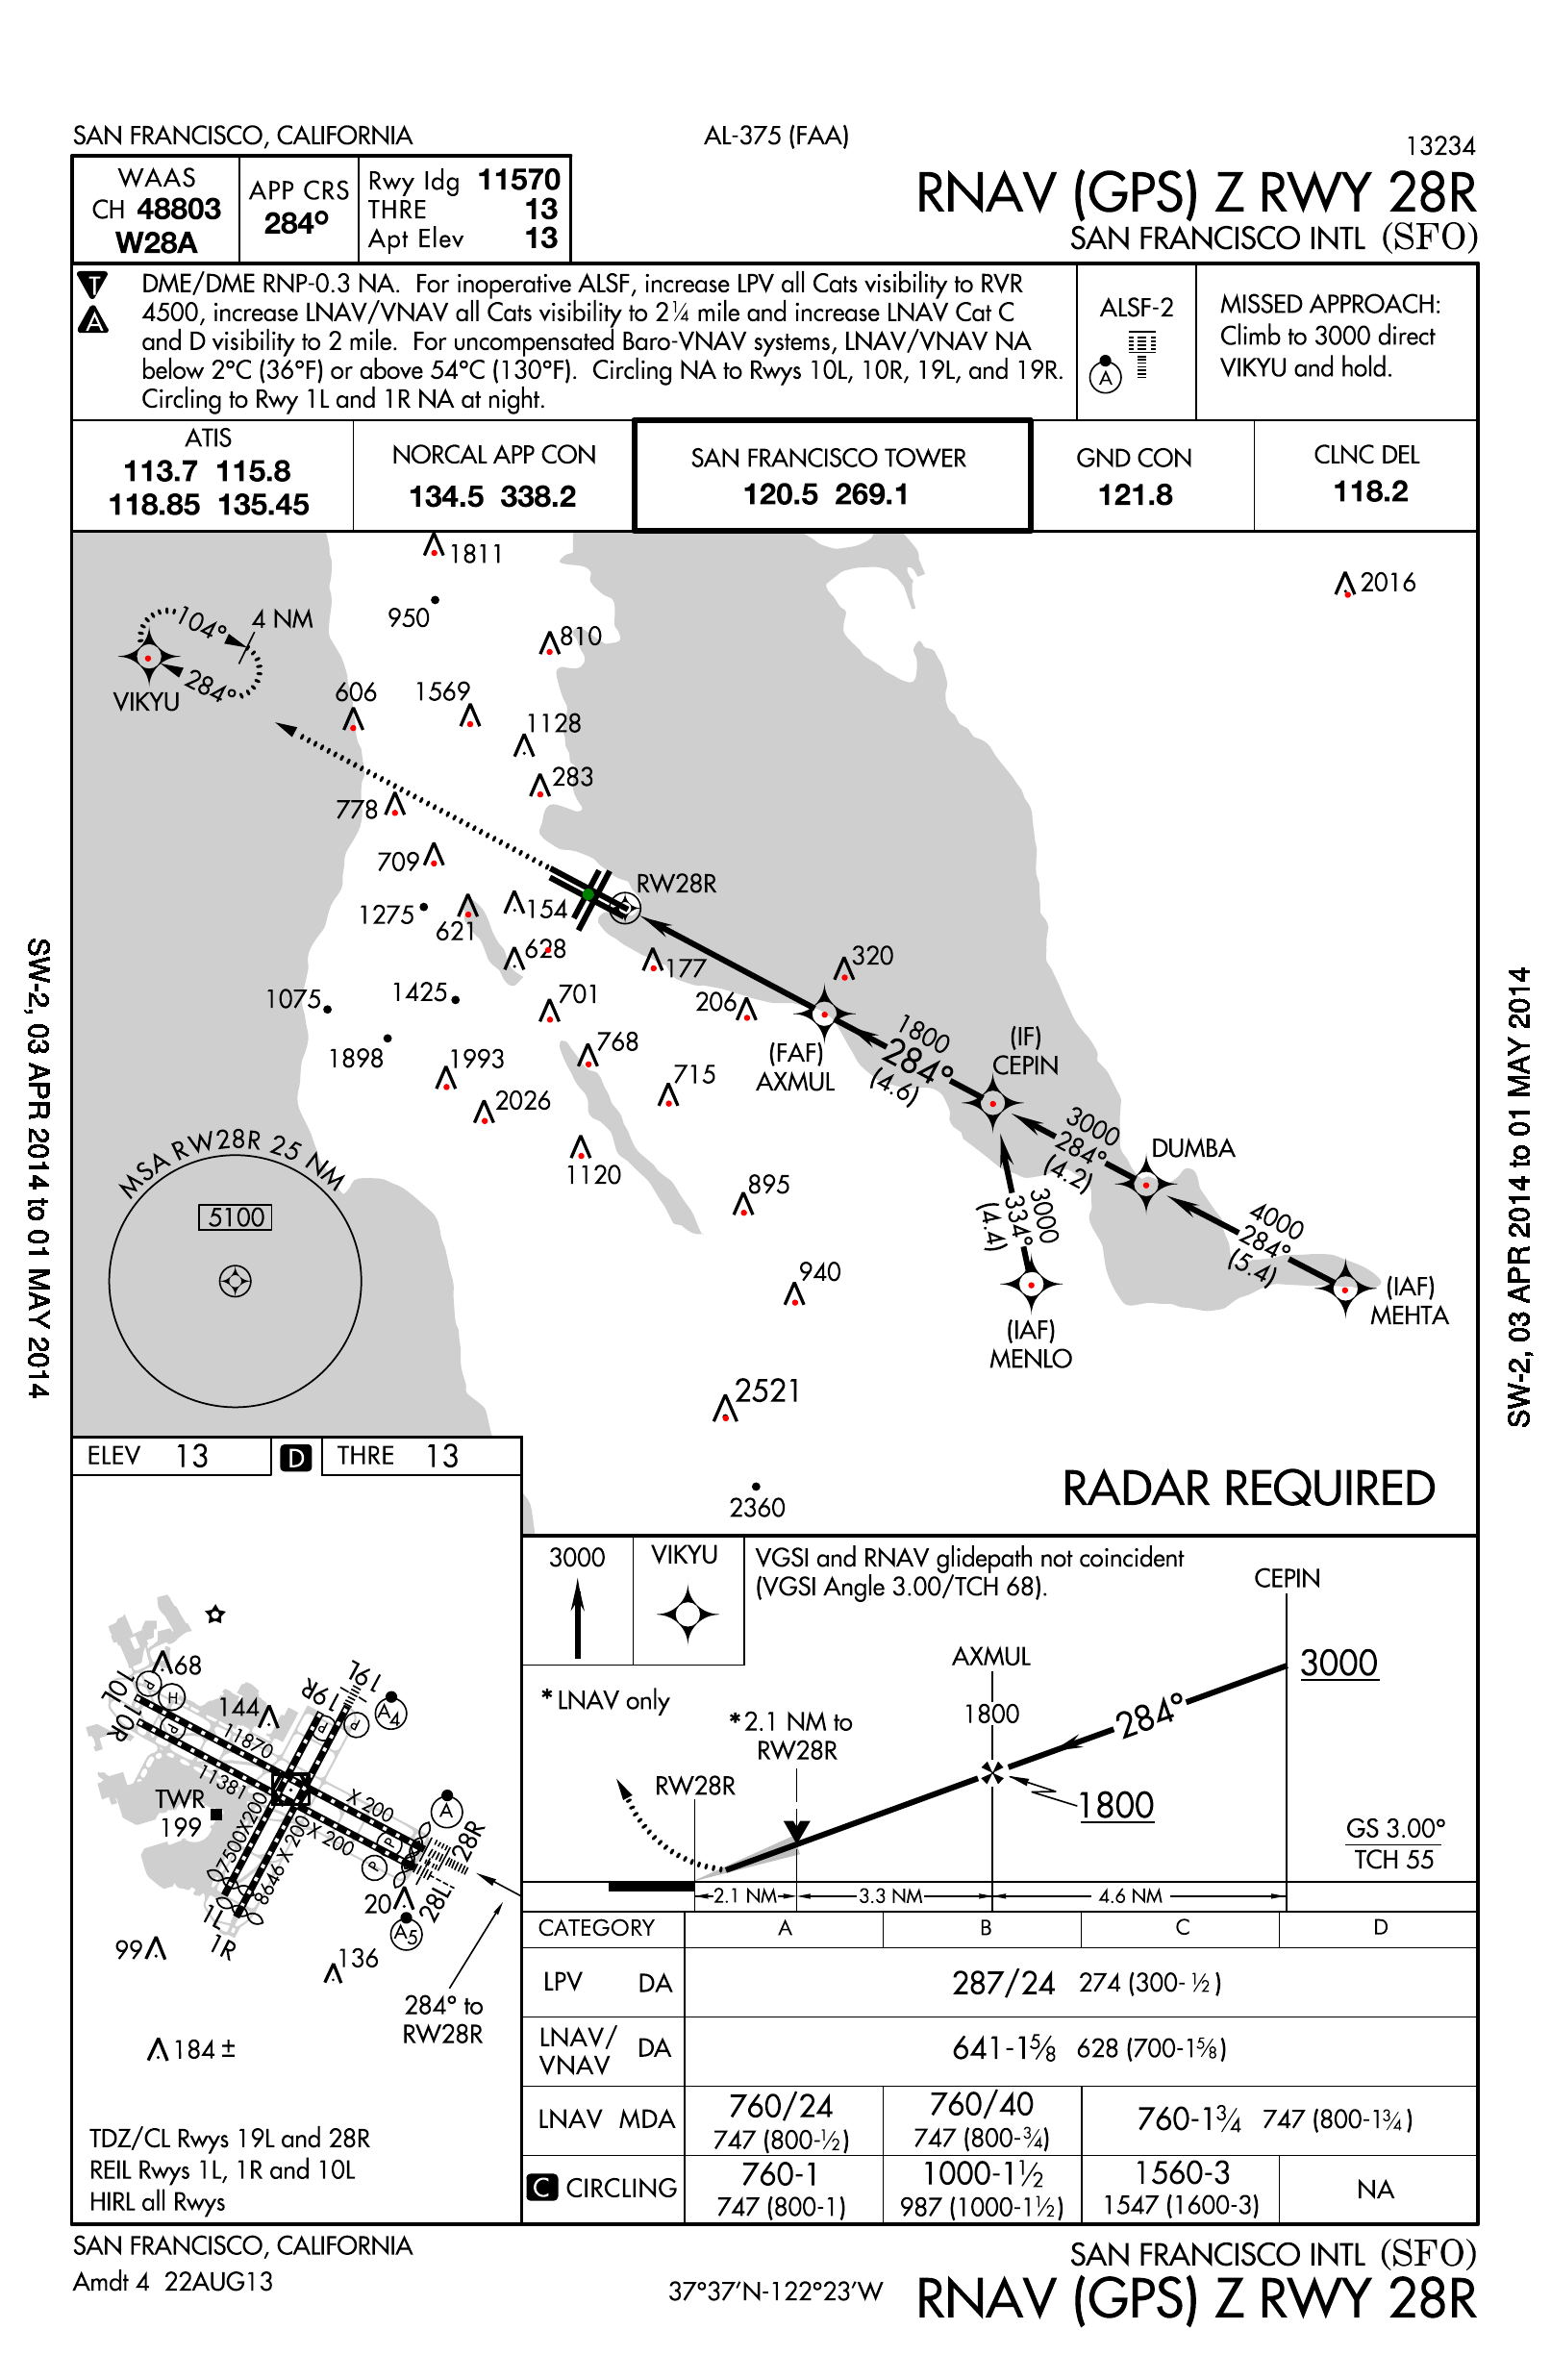 SAN FRANCISCO, CALIFORNIA
AL-375 (FAA)
13234
WAAS
CH 48803
W28A
APP CRS
284°
Rwy Idg 11570
THRE 13
Apt Elev 13
RNAV (GPS) Z RWY 28R
SAN FRANCISCO INTL (SFO)
T
A
DME/DME RNP-0.3 NA. For inoperative ALSF, increase LPV all Cats visibility to RVR
4500, increase LNAV/VNAV all Cats visibility to 2¼ mile and increase LNAV Cat C
and D visibility to 2 mile. For uncompensated Baro-VNAV systems, LNAV/VNAV NA
below 2°C (36°F) or above 54°C (130°F). Circling NA to Rwys 10L, 10R, 19L, and 19R.
Circling to Rwy 1L and 1R NA at night.
ALSF-2
A
MISSED APPROACH:
Climb to 3000 direct
VIKYU and hold.
ATIS
113.7 115.8
118.85 135.45
NORCAL APP CON
134.5 338.2
SAN FRANCISCO TOWER
120.5 269.1
GND CON
121.8
CLNC DEL
118.2
1811
2016
950
104°
4 NM
810
284°
VIKYU
606
1569
1128
283
778
709
RW28R
1275
154
621
628
177
320
1425
701
206
1075
1800
284°
(4.6)
(IF)
CEPIN
768
(FAF)
AXMUL
1898
1993
715
2026
3000
284°
(4.2)
DUMBA
1120
895
MSA RW28R 25 NM
5100
3000
334°
(4.4)
4000
284°
(5.4)
940
(IAF)
MEHTA
(IAF)
MENLO
2521
2360
RADAR REQUIRED
SW-2, 03 APR 2014 to 01 MAY 2014
SW-2, 03 APR 2014 to 01 MAY 2014
ELEV 13
D
THRE 13
68
10L
10R
P
H
P
144
19R
19L
P
P
A4
11870
11381
TWR
199
X 200
X 200
A
7500X200
8646 X 200
P
P
28R
28L
20
A5
1L
1R
99
136
284° to
RW28R
184 ±
TDZ/CL Rwys 19L and 28R
REIL Rwys 1L, 1R and 10L
HIRL all Rwys
3000
VIKYU
VGSI and RNAV glidepath not coincident
(VGSI Angle 3.00/TCH 68).
CEPIN
AXMUL
3000
* LNAV only
*2.1 NM to
RW28R
1800
284°
RW28R
1800
GS 3.00°
TCH 55
2.1 NM
3.3 NM
4.6 NM
CATEGORY A B C D
LPV DA 287/24 274 (300- ½ )
LNAV/
VNAV DA 641-1⅝ 628 (700-1⅝)
LNAV MDA
760/24
747 (800-½)
760/40
747 (800-¾)
760-1¾ 747 (800-1¾)
C CIRCLING
760-1
747 (800-1)
1000-1½
987 (1000-1½)
1560-3
1547 (1600-3)
NA
SAN FRANCISCO, CALIFORNIA
Amdt 4 22AUG13
37°37′N-122°23′W
SAN FRANCISCO INTL (SFO)
RNAV (GPS) Z RWY 28R